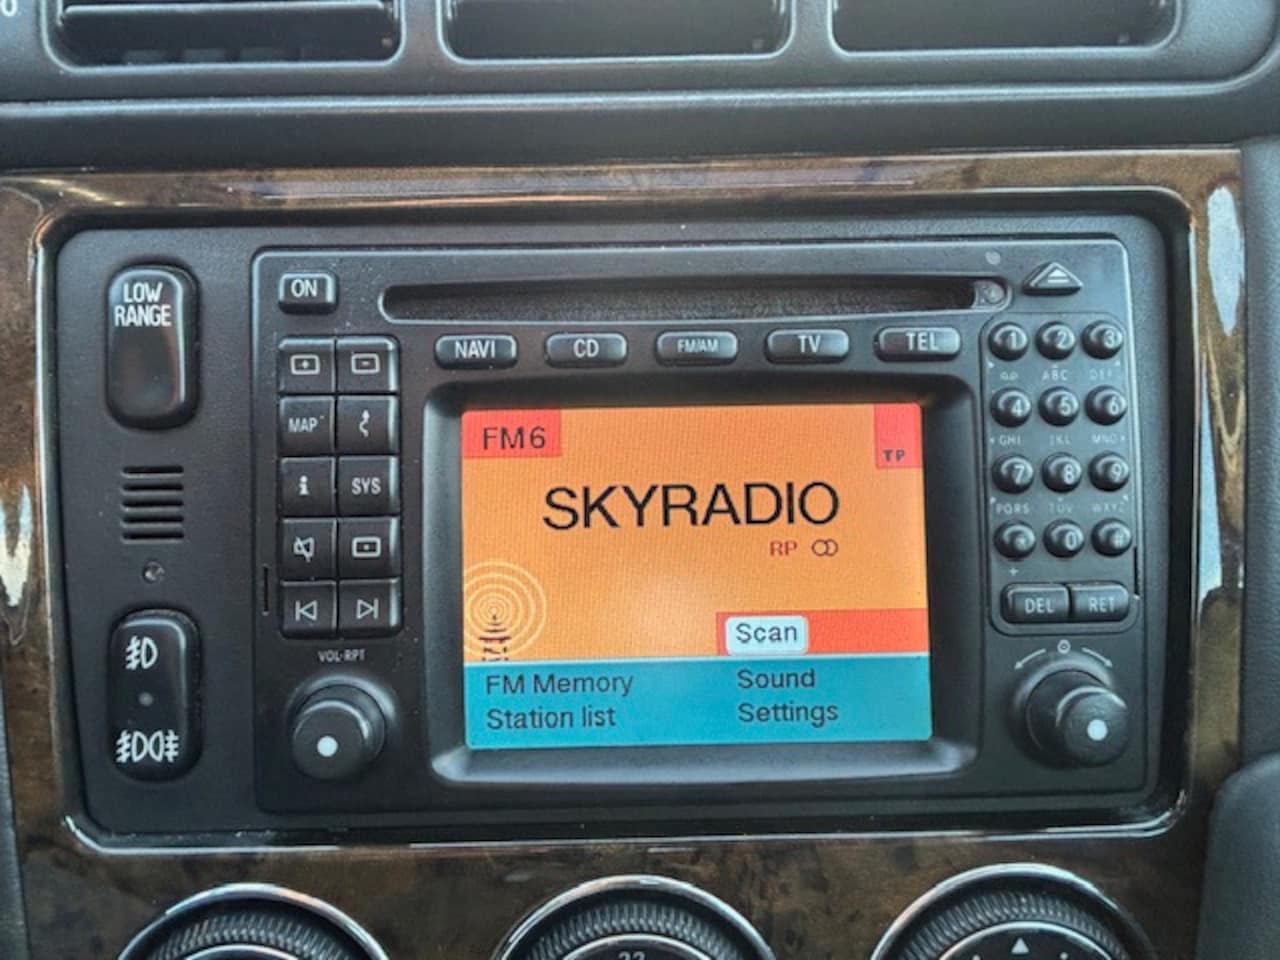 LOW
RANGE
ON
NAVI
CD
FM/AM
TV
TEL
MAP
i
SYS
VOL·RPT
FM6
TP
SKYRADIO
RP
Scan
FM Memory
Sound
Station list
Settings
1 2 3
ABC DEF
4 5 6
GHI JKL MNO
7 8 9
PQRS TUV WXYZ
* 0 #
+
DEL
RET
22